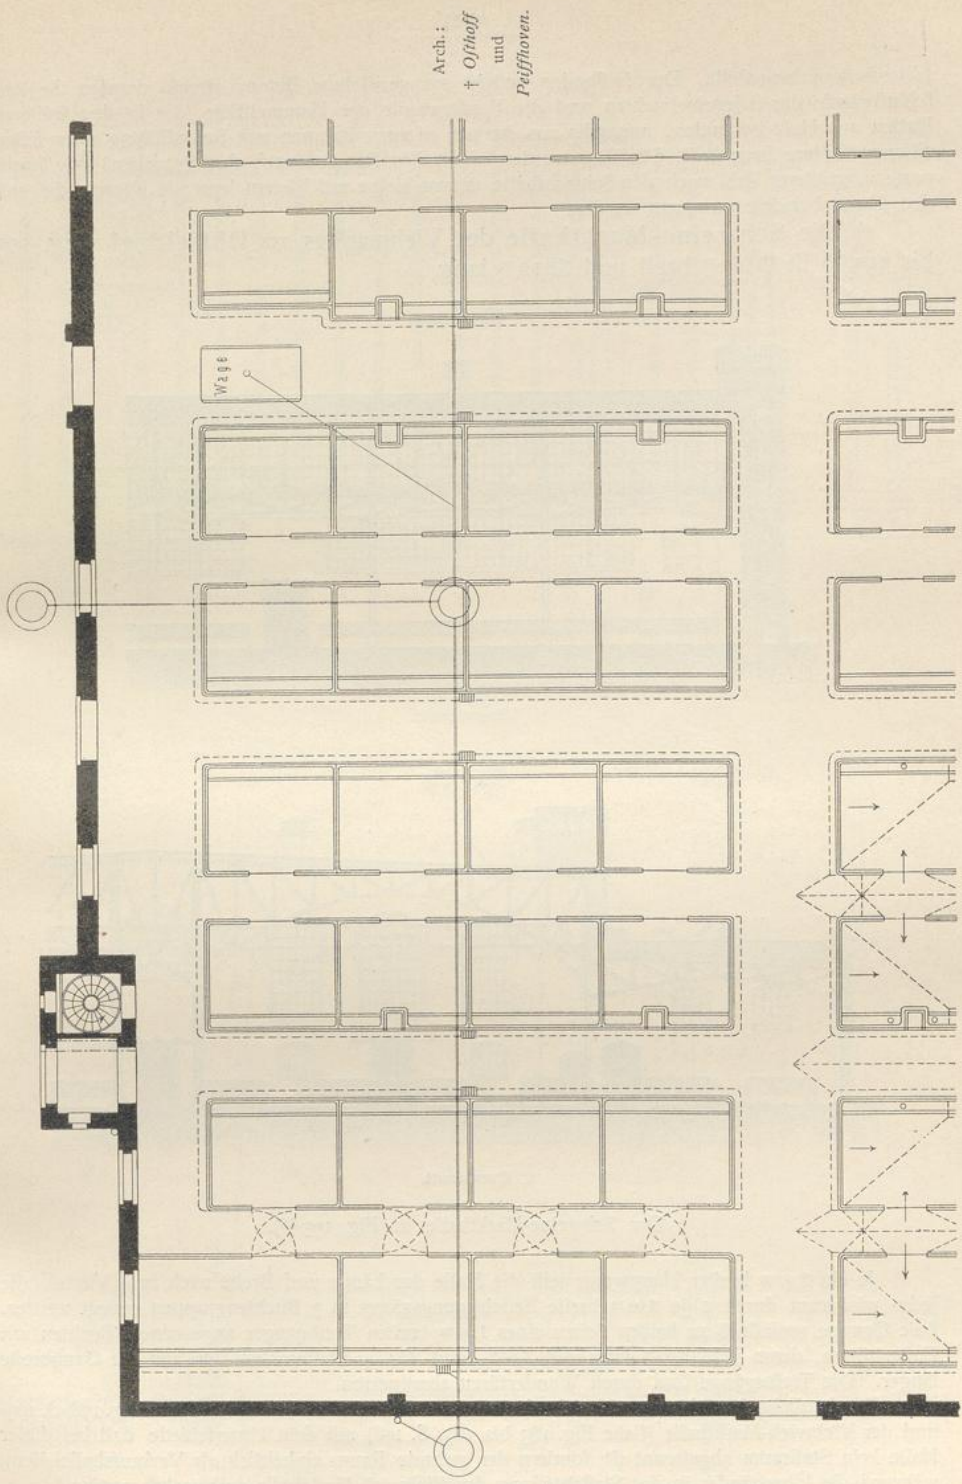 Arch.:
† Oſthoff
und
Peiffhoven.
Wage